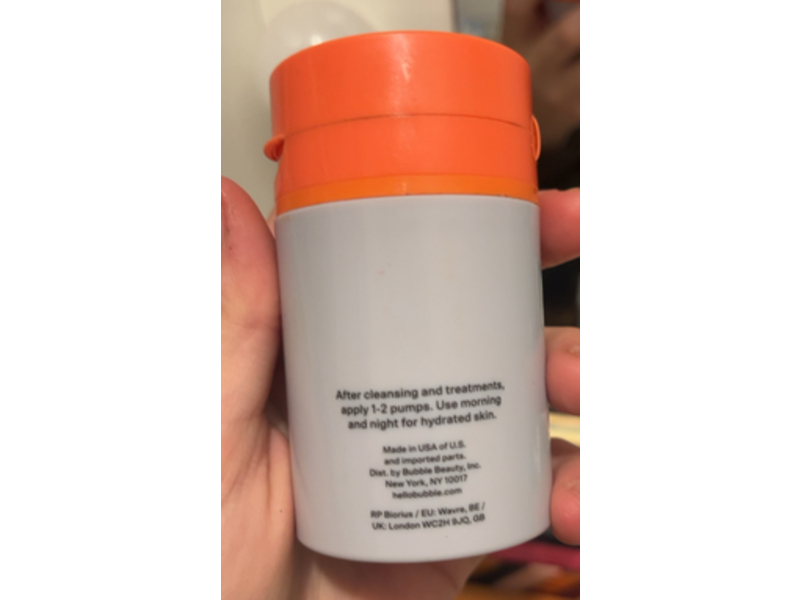 After cleansing and treatments,
apply 1-2 pumps. Use morning
and night for hydrated skin.
Made in USA of U.S.
and imported parts.
Dist. by Bubble Beauty, Inc.
New York, NY 10017
hellobubble.com
RP Biorius / EU: Wavre, BE /
UK: London WC2H 9JQ, GB